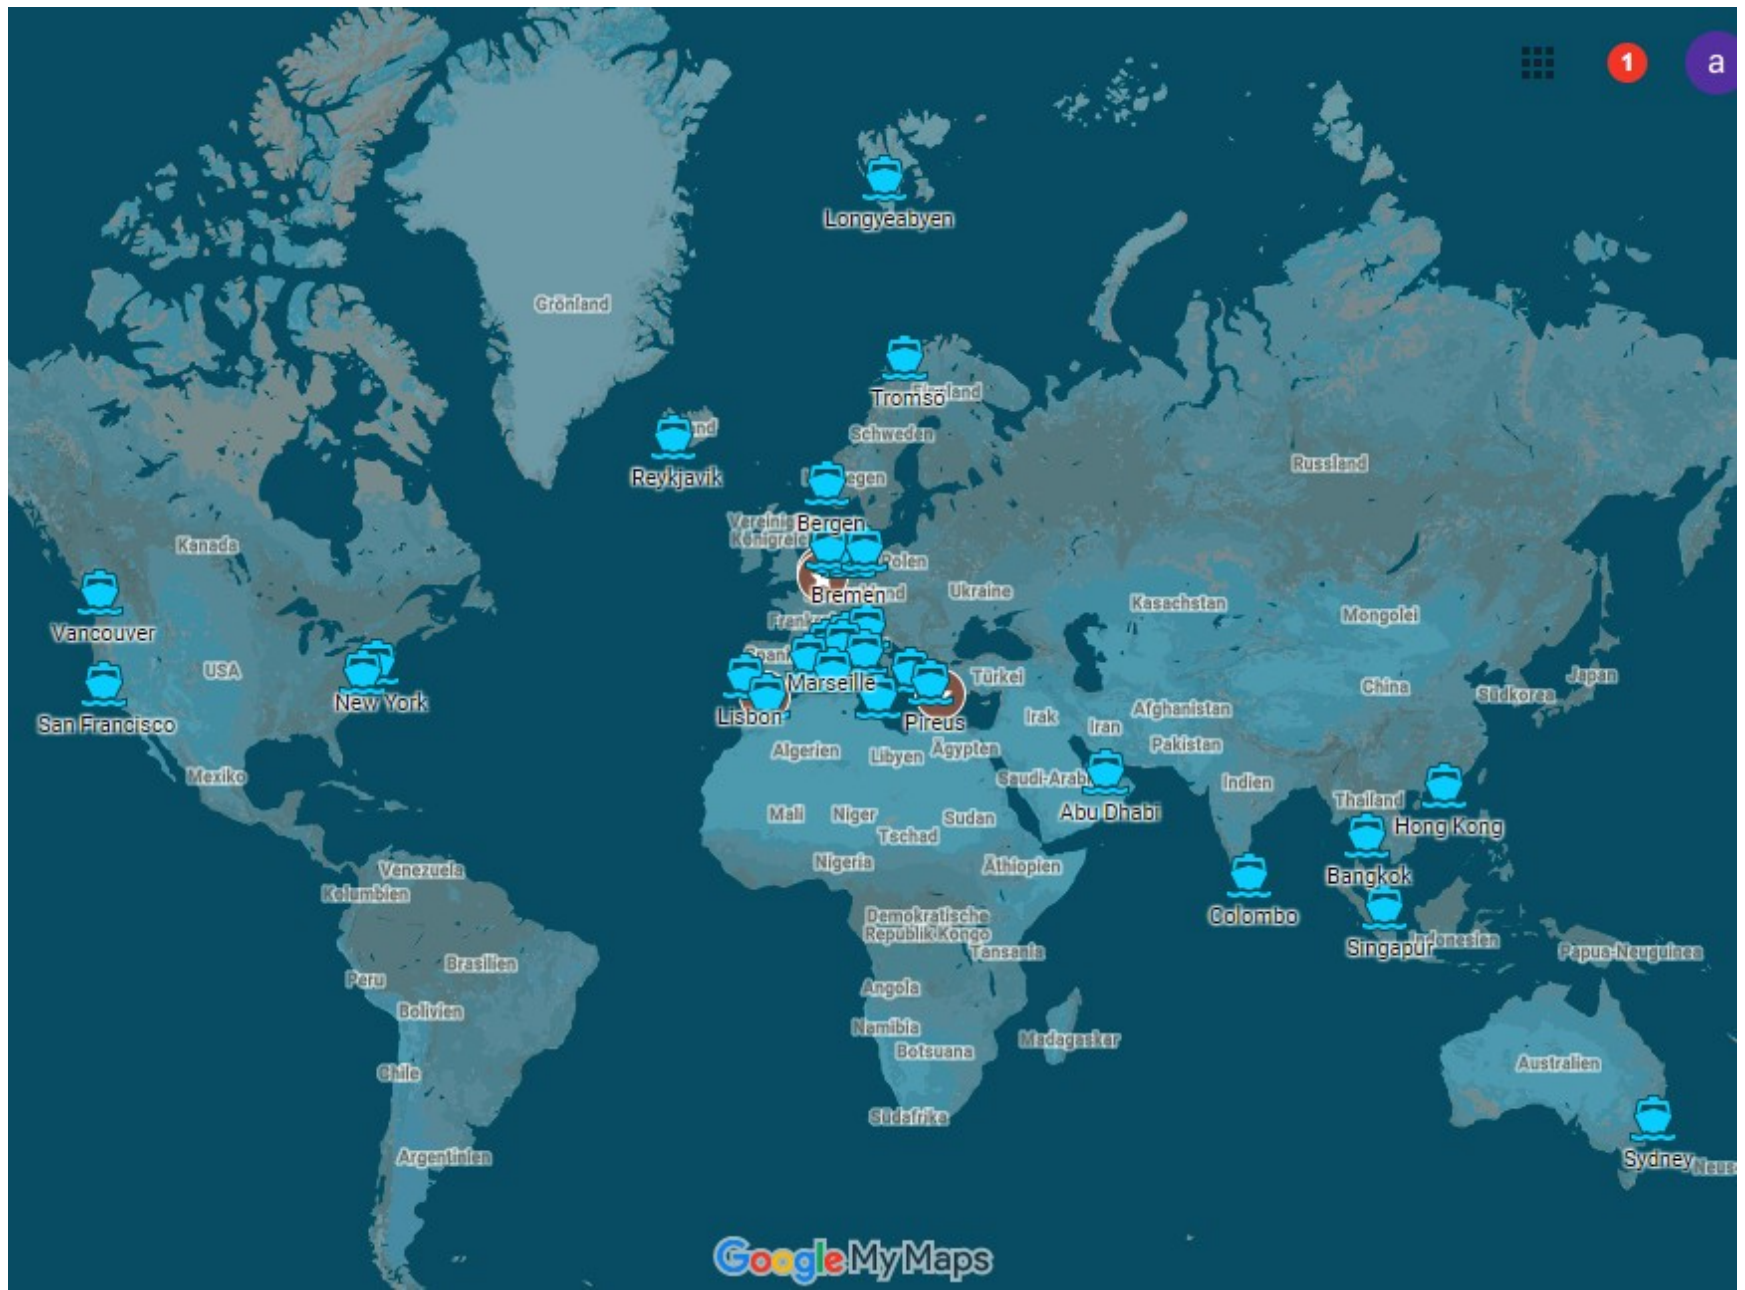 1
a
Longyeabyen
Grönland
Tromsö
Schweden
Reykjavik
Russland
Bergen
Kanada
Polen
Bremen
Ukraine
Kasachstan
Mongolei
Vancouver
USA
Türkei
Japan
Marseille
China
Südkorea
New York
Afghanistan
San Francisco
Lisbon
Pireus
Irak
Iran
Pakistan
Algerien
Libyen
Ägypten
Mexiko
Indien
Thailand
Abu Dhabi
Mali
Niger
Sudan
Hong Kong
Tschad
Nigeria
Äthiopien
Venezuela
Bangkok
Kolumbien
Colombo
Demokratische
Republik Kongo
Singapur
Tansania
Papua-Neuguinea
Brasilien
Peru
Angola
Bolivien
Namibia
Madagaskar
Botsuana
Australien
Chile
Südafrika
Argentinien
Sydney
Google My Maps